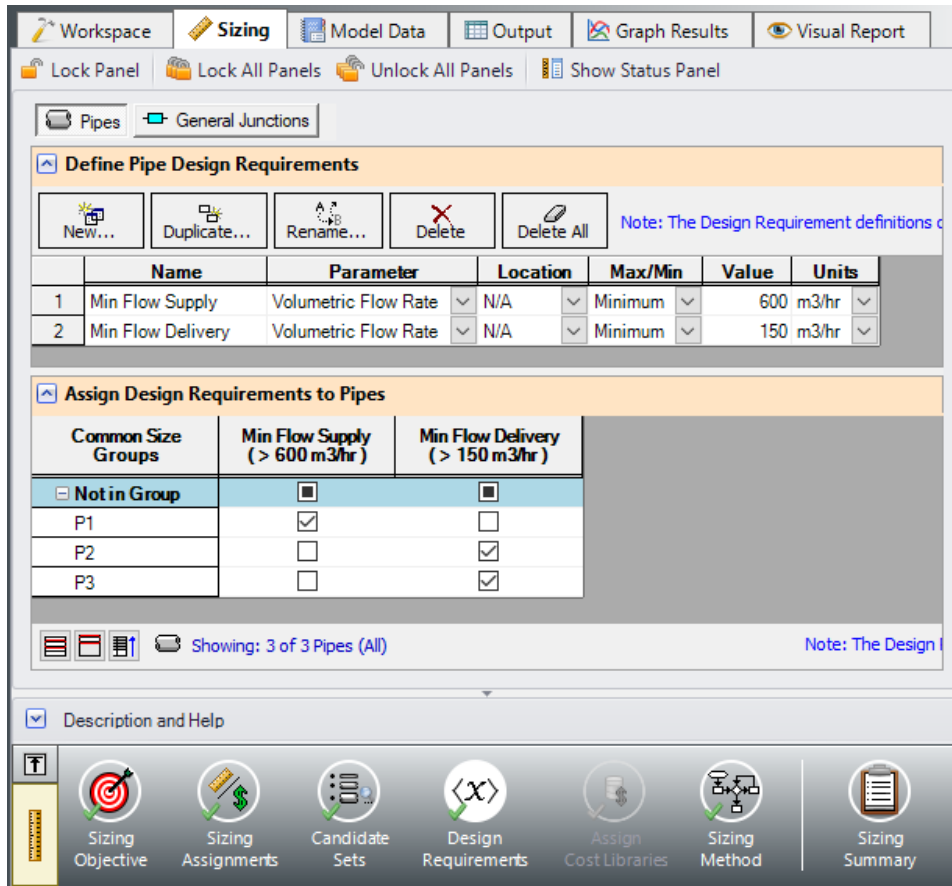 Workspace Sizing Model Data Output Graph Results Visual Report
Lock Panel Lock All Panels Unlock All Panels Show Status Panel
Pipes General Junctions
Define Pipe Design Requirements
New... Duplicate... Rename... Delete Delete All Note: The Design Requirement definitions
Name Parameter Location Max/Min Value Units
1 Min Flow Supply Volumetric Flow Rate N/A Minimum 600 m3/hr
2 Min Flow Delivery Volumetric Flow Rate N/A Minimum 150 m3/hr
Assign Design Requirements to Pipes
Common Size Min Flow Supply Min Flow Delivery
Groups ( > 600 m3/hr ) ( > 150 m3/hr )
Not in Group
P1
P2
P3
Showing: 3 of 3 Pipes (All) Note: The Design
Description and Help
Sizing Sizing Candidate Design Assign Sizing Sizing
Objective Assignments Sets Requirements Cost Libraries Method Summary